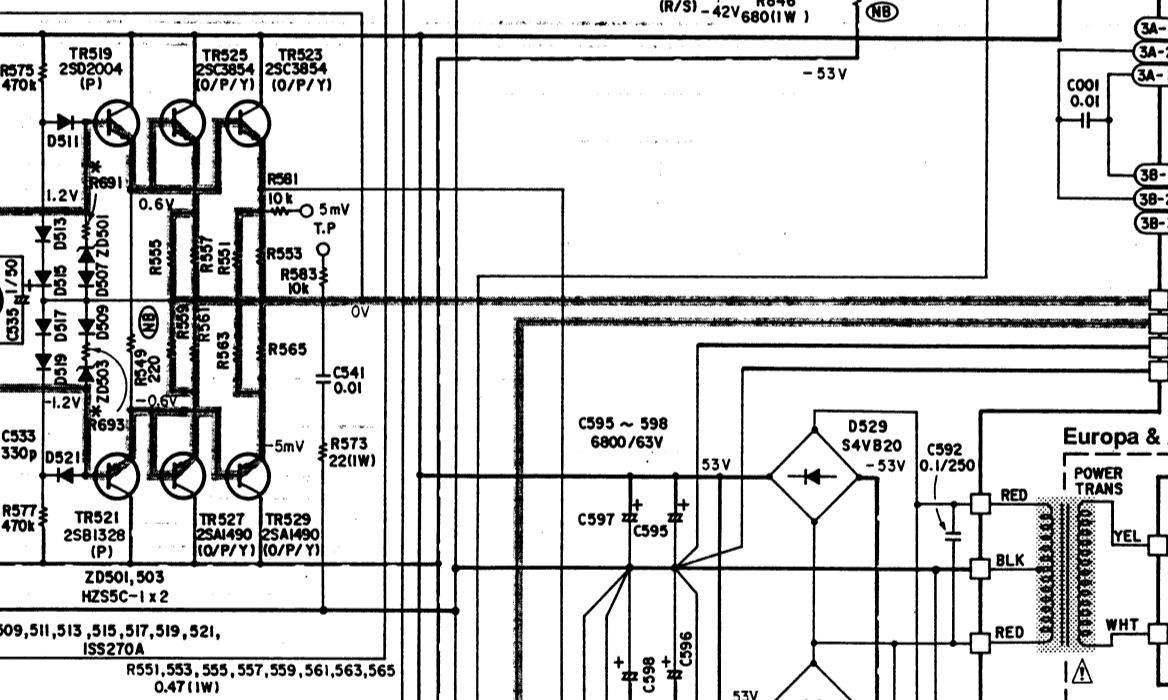 (R/S) -42V R846
680(1W)
NB
-53V
3A-
3A-
3A-
C001
0.01
3B-
3B-2
3B-
TR519
2SD2004
(P)
TR525
2SC3854
(O/P/Y)
TR523
2SC3854
(O/P/Y)
R575
470k
D511
*
R691
1.2V
0.6V
R581
10k
5mV
T.P
D513
ZD501
R555
R557
R551
R553
R583
10k
C535 1/50
+
D515
D507
0V
D517
D509
NB
R559
R561
R563
R565
D519
ZD503
R549
220
C541
0.01
-1.2V
*
-0.6V
R693
C533
330p
D521
-5mV
R573
22(1W)
R577
470k
TR521
2SB1328
(P)
TR527
2SA1490
(O/P/Y)
TR529
2SA1490
(O/P/Y)
ZD501,503
HZS5C-1 x 2
509,511,513,515,517,519,521,
1SS270A
R551,553,555,557,559,561,563,565
0.47(1W)
C595 ~ 598
6800/63V
53V
D529
S4VB20
-53V
C592
0.1/250
C597
+
C595
+
C598
+
C596
+
53V
Europa &
POWER
TRANS
RED
BLK
RED
YEL
WHT